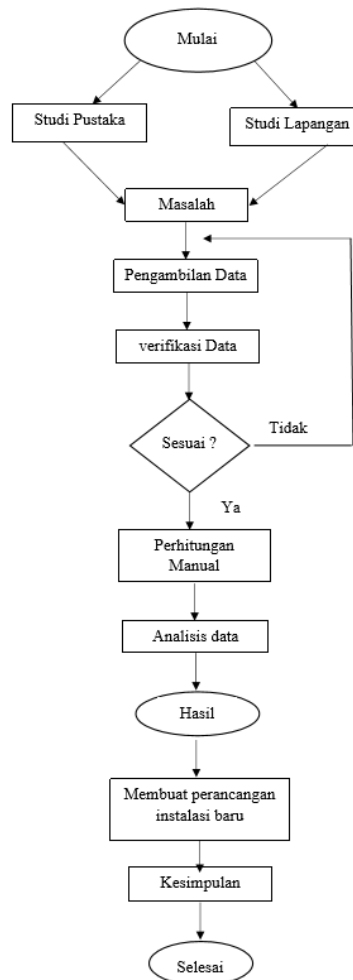 Mulai
Studi Pustaka
Studi Lapangan
Masalah
Pengambilan Data
verifikasi Data
Sesuai ?
Tidak
Ya
Perhitungan
Manual
Analisis data
Hasil
Membuat perancangan
instalasi baru
Kesimpulan
Selesai